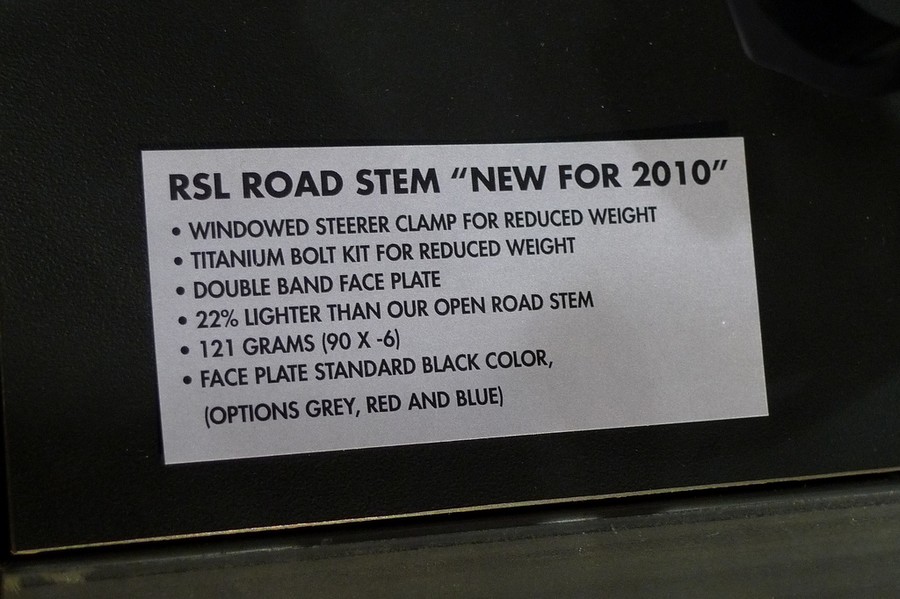 RSL ROAD STEM “NEW FOR 2010”
• WINDOWED STEERER CLAMP FOR REDUCED WEIGHT
• TITANIUM BOLT KIT FOR REDUCED WEIGHT
• DOUBLE BAND FACE PLATE
• 22% LIGHTER THAN OUR OPEN ROAD STEM
• 121 GRAMS (90 X -6)
• FACE PLATE STANDARD BLACK COLOR,
(OPTIONS GREY, RED AND BLUE)